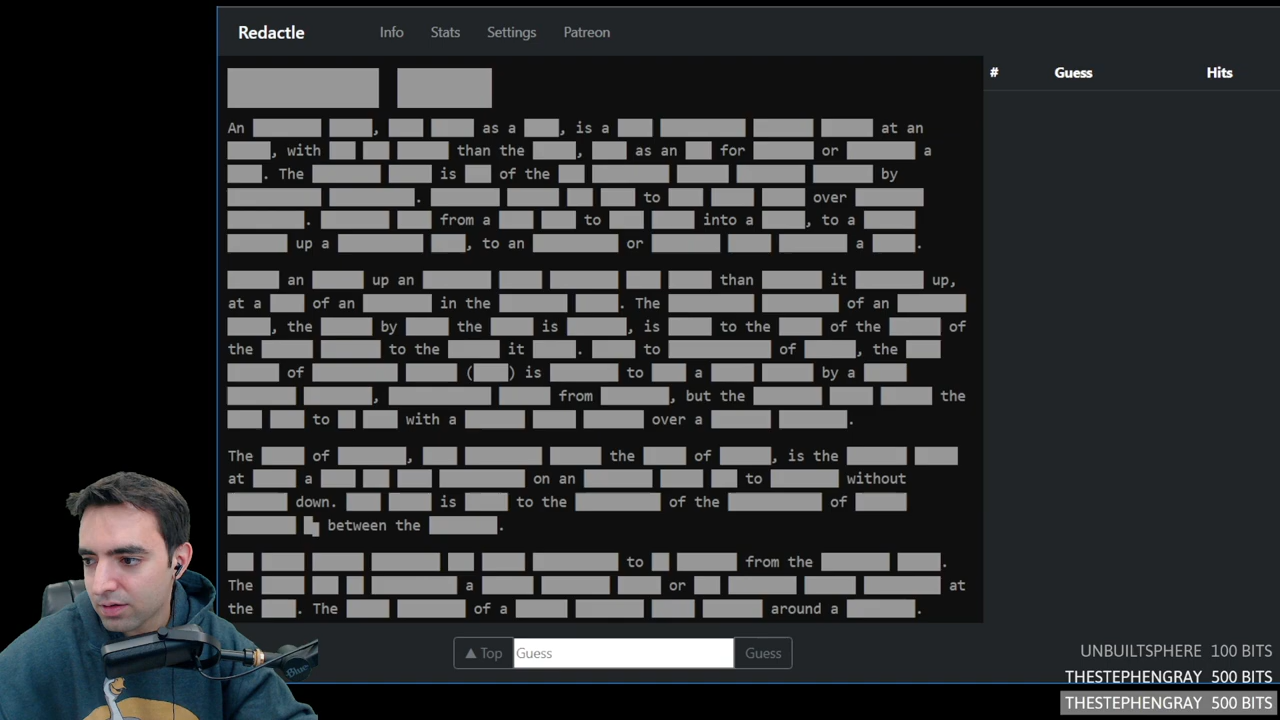 Redactle Info Stats Settings Patreon
# Guess Hits
An , as a , is a at an
, with than the , as an for or a
. The is of the by
. to over
. from a to into a , to a
up a , to an or a .
an up an than it up,
at a of an in the . The of an
, the by the is , is to the of the of
the to the it . to of , the
of ( ) is to a by a
, from , but the the
to with a over a .
The of , the of , is the
at a on an to without
down. is to the of the of
between the .
to from the .
The a or at
the . The of a around a .
▲ Top Guess Guess
UNBUILTSPHERE 100 BITS
THESTEPHENGRAY 500 BITS
THESTEPHENGRAY 500 BITS
Blue